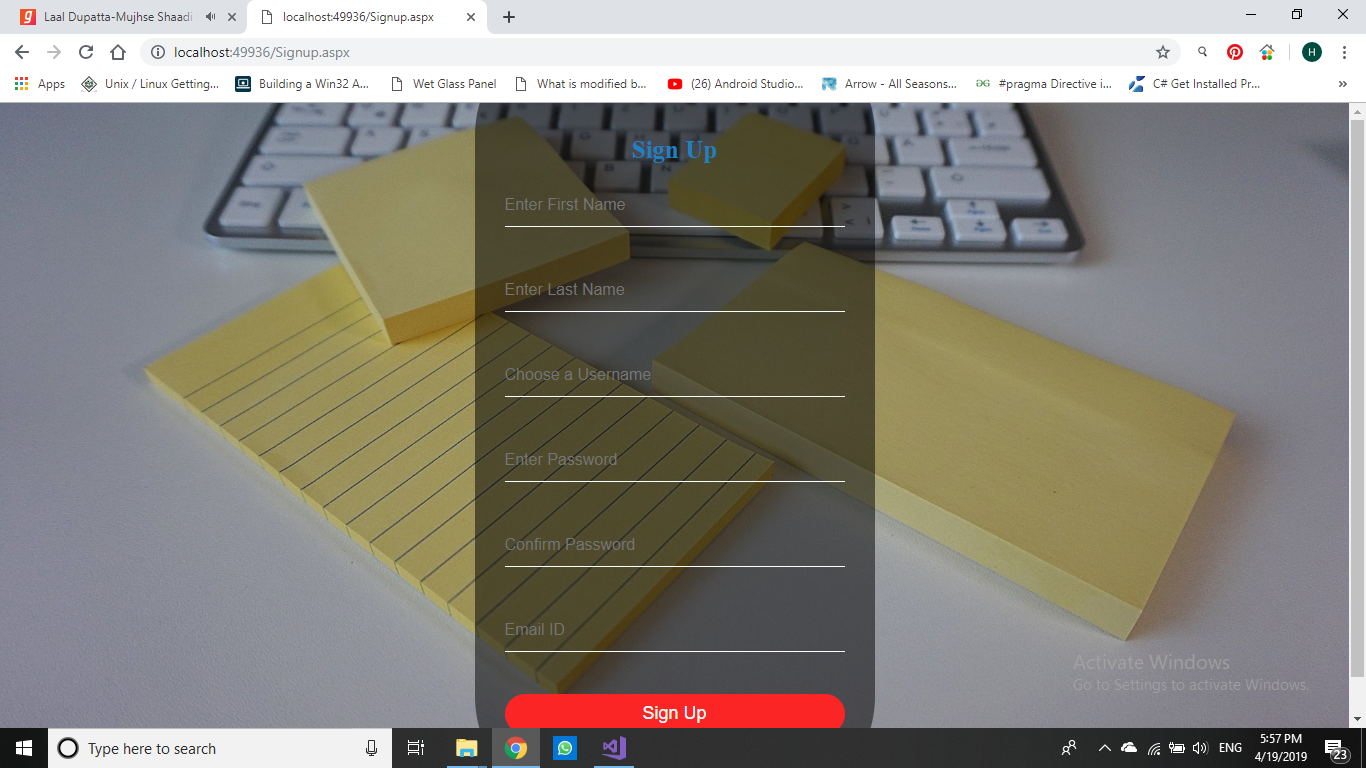 Laal Dupatta-Mujhse Shaadi
localhost:49936/Signup.aspx
localhost:49936/Signup.aspx
Apps
Unix / Linux Getting...
Building a Win32 A...
Wet Glass Panel
What is modified b...
(26) Android Studio...
Arrow - All Seasons...
#pragma Directive i...
C# Get Installed Pr...
»
H
Sign Up
Enter First Name
Enter Last Name
Choose a Username
Enter Password
Confirm Password
Email ID
Sign Up
Activate Windows
Go to Settings to activate Windows.
Type here to search
ENG
5:57 PM
4/19/2019
23